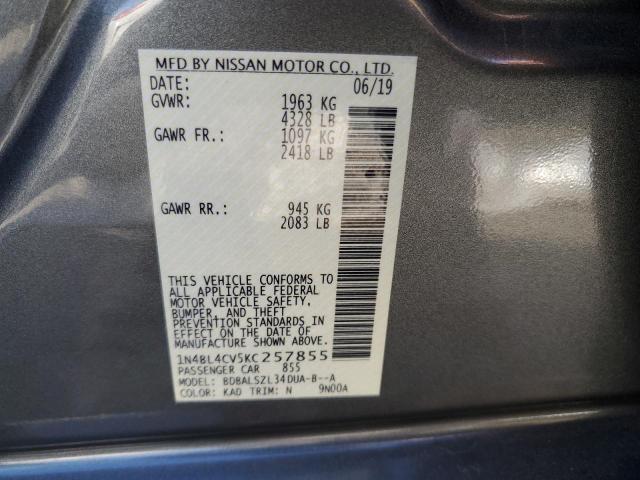 MFD BY NISSAN MOTOR CO., LTD.
DATE: 06/19
GVWR: 1963 KG
4328 LB
GAWR FR.: 1097 KG
2418 LB
GAWR RR.: 945 KG
2083 LB
THIS VEHICLE CONFORMS TO
ALL APPLICABLE FEDERAL
MOTOR VEHICLE SAFETY,
BUMPER, AND THEFT
PREVENTION STANDARDS IN
EFFECT ON THE DATE OF
MANUFACTURE SHOWN ABOVE.
1N4BL4CV5KC257855
PASSENGER CAR 855
MODEL: BDBALSZL34DUA-B--A
COLOR: KAD TRIM: N 9N00A